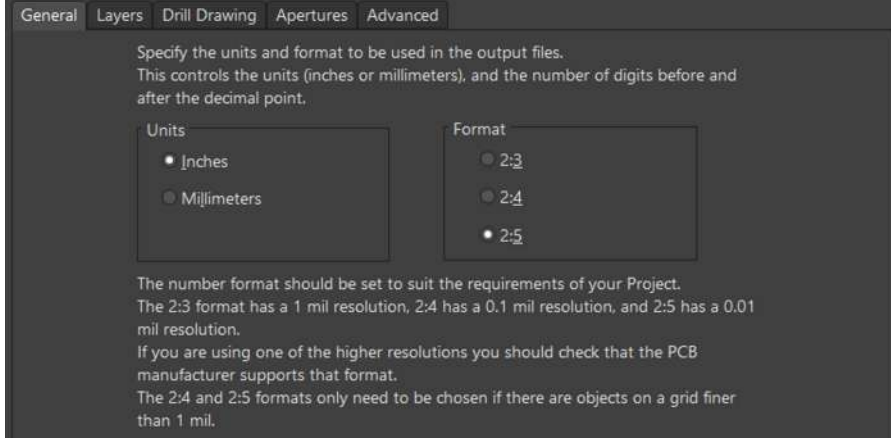 General Layers Drill Drawing Apertures Advanced
Specify the units and format to be used in the output files.
This controls the units (inches or millimeters), and the number of digits before and
after the decimal point.
Units
Inches
Millimeters
Format
2:3
2:4
2:5
The number format should be set to suit the requirements of your Project.
The 2:3 format has a 1 mil resolution, 2:4 has a 0.1 mil resolution, and 2:5 has a 0.01
mil resolution.
If you are using one of the higher resolutions you should check that the PCB
manufacturer supports that format.
The 2:4 and 2:5 formats only need to be chosen if there are objects on a grid finer
than 1 mil.